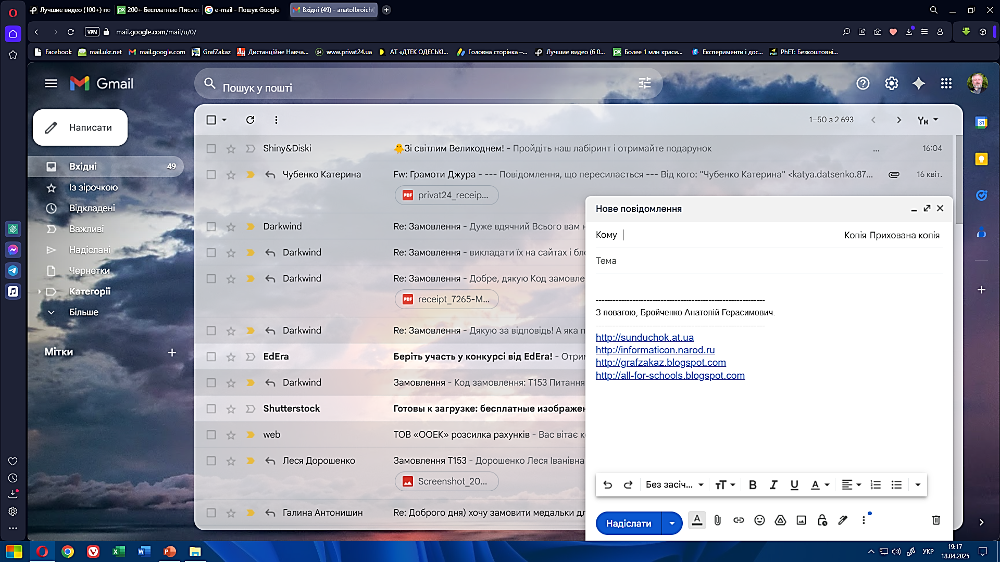 Лучшие видео (100+) по
200+ Бесплатные Письмо
e-mail - Пошук Google
Вхідні (49) - anatolbroich@
VPN
mail.google.com/mail/u/0/
Facebook
mail.ukr.net
mail.google.com
GrafZakaz
Дистанційне Навча...
www.privat24.ua
АТ «ДТЕК ОДЕСЬКІ...
Головна сторінка –...
Лучшие видео (6 0...
Более 1 млн краси...
Експерименти і дос...
PhET: Безкоштовні...
Gmail
Пошук у пошті
Написати
1–50 з 2 693
Вхідні 49
Із зірочкою
Відкладені
Важливі
Надіслані
Чернетки
Категорії
Більше
Мітки
Shiny&Diski 🐥Зі світлим Великоднем! - Пройдіть наш лабіринт і отримайте подарунок ... 16:04
Чубенко Катерина Fw: Грамоти Джура - --- Повідомлення, що пересилається --- Від кого: "Чубенко Катерина" <katya.datsenko.87... 16 квіт.
PDF privat24_receip...
Darkwind Re: Замовлення - Дуже вдячний Всього вам н
Darkwind Re: Замовлення - викладати їх на сайтах і бло
Darkwind Re: Замовлення - Добре, дякую Код замовле
PDF receipt_7265-M...
Darkwind Re: Замовлення - Дякую за відповідь! А яка п
EdEra Беріть участь у конкурсі від EdEra! - Отрим
Darkwind Замовлення - Код замовлення: T153 Питання
Shutterstock Готовы к загрузке: бесплатные изображен
web ТОВ «ООЕК» розсилка рахунків - Вас вітає к
Леся Дорошенко Замовлення T153 - Дорошенко Леся Іванівна
Screenshot_20...
Галина Антонишин Re: Доброго дня) хочу замовити медальки дл
Нове повідомлення
Кому Копія Прихована копія
Тема
-----------------------------------------------------------
З повагою, Бройченко Анатолій Герасимович.
-----------------------------------------------------------
http://sunduchok.at.ua
http://informaticon.narod.ru
http://grafzakaz.blogspot.com
http://all-for-schools.blogspot.com
Без засіч...
Надіслати
УКР
19:17
18.04.2025